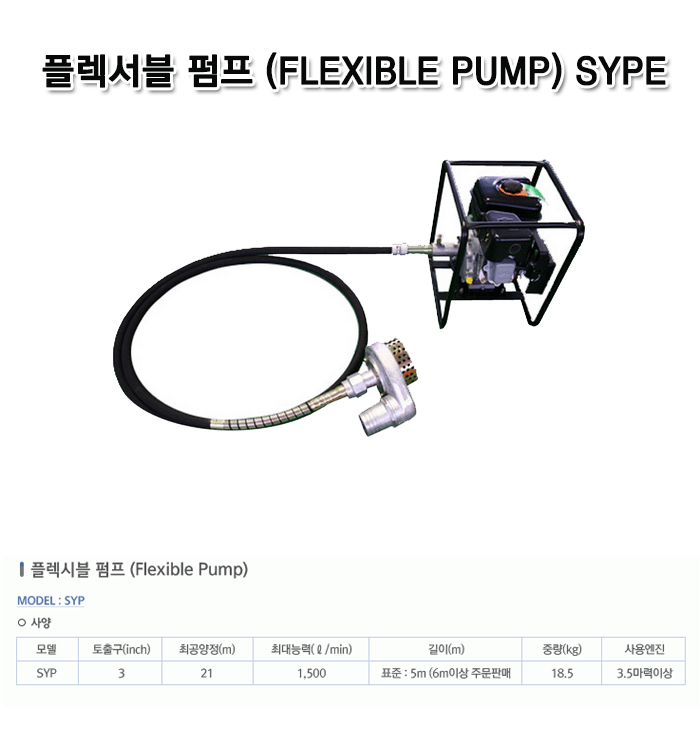 플렉서블 펌프 (FLEXIBLE PUMP) SYPE
플렉시블 펌프 (Flexible Pump)
MODEL : SYP
사양
모델 토출구(inch) 최공양정(m) 최대능력(ℓ/min) 길이(m) 중량(kg) 사용엔진
SYP 3 21 1,500 표준 : 5m (6m이상 주문판매 18.5 3.5마력이상